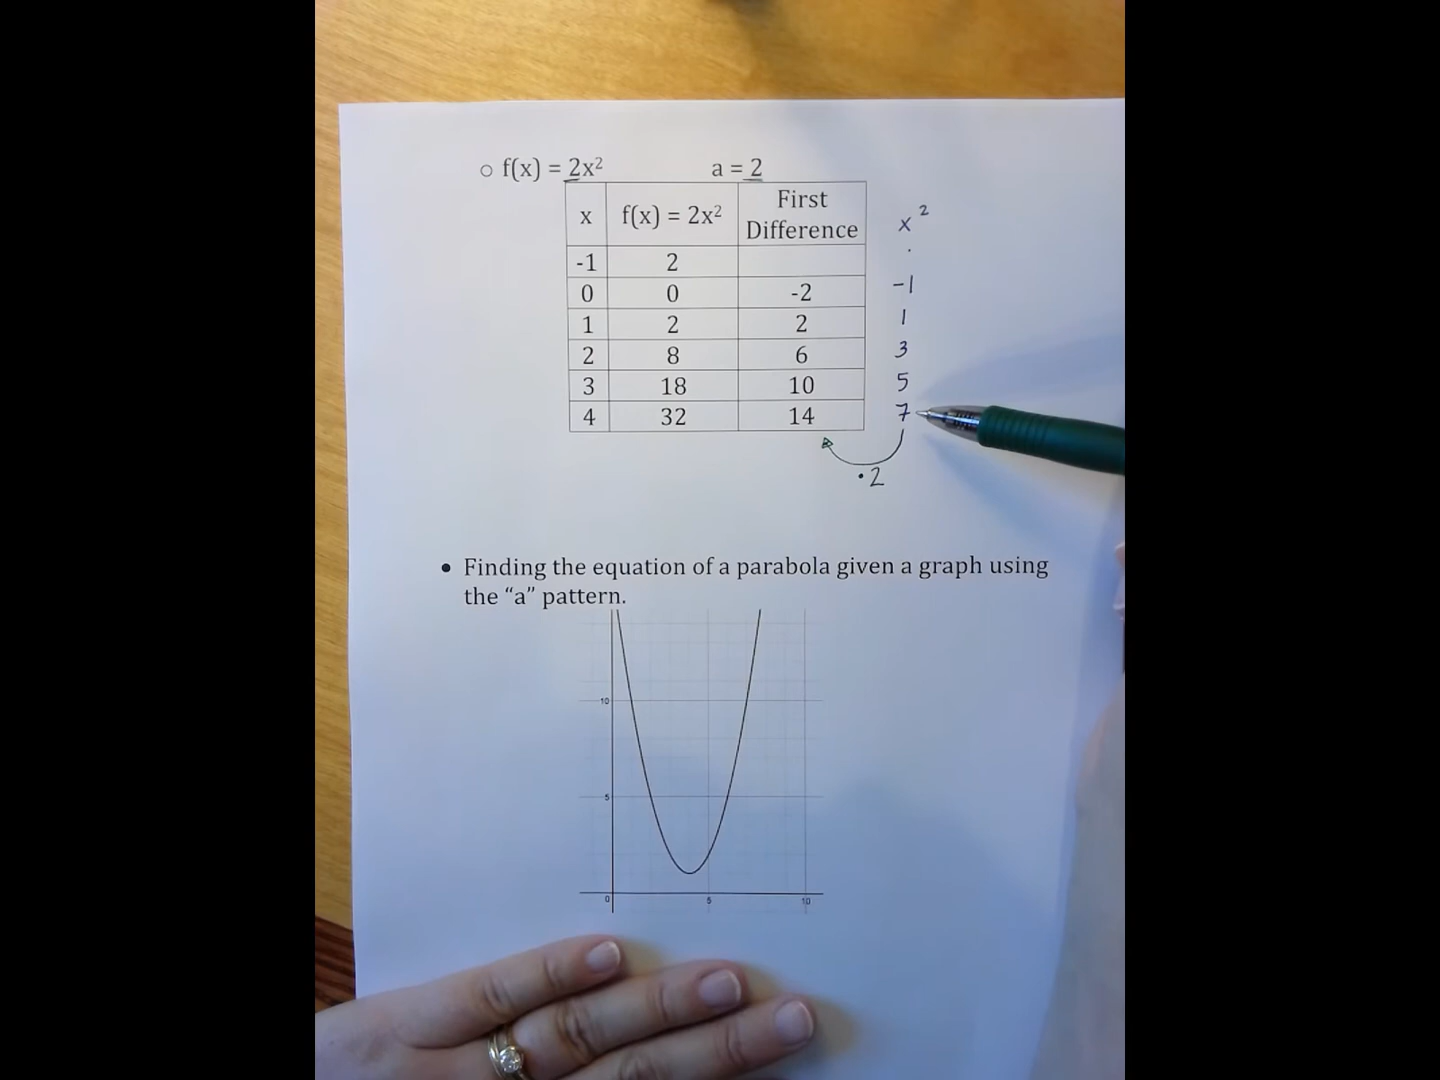 ○ f(x) = 2x² a = 2
x f(x) = 2x² First Difference x²
-1 2
0 0 -2 -1
1 2 2 1
2 8 6 3
3 18 10 5
4 32 14 7
·2
• Finding the equation of a parabola given a graph using
the “a” pattern.
10
5
0 5 10